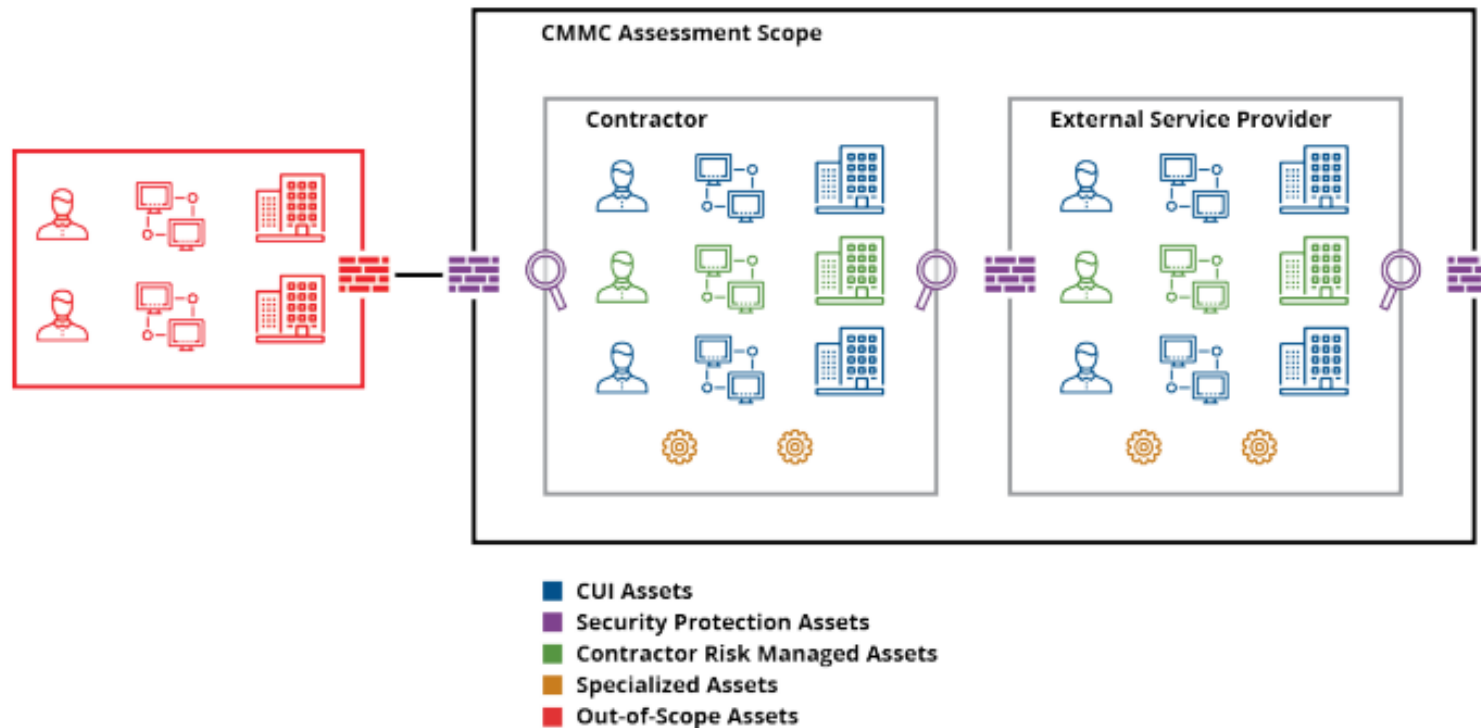 CMMC Assessment Scope
Contractor
External Service Provider
CUI Assets
Security Protection Assets
Contractor Risk Managed Assets
Specialized Assets
Out-of-Scope Assets